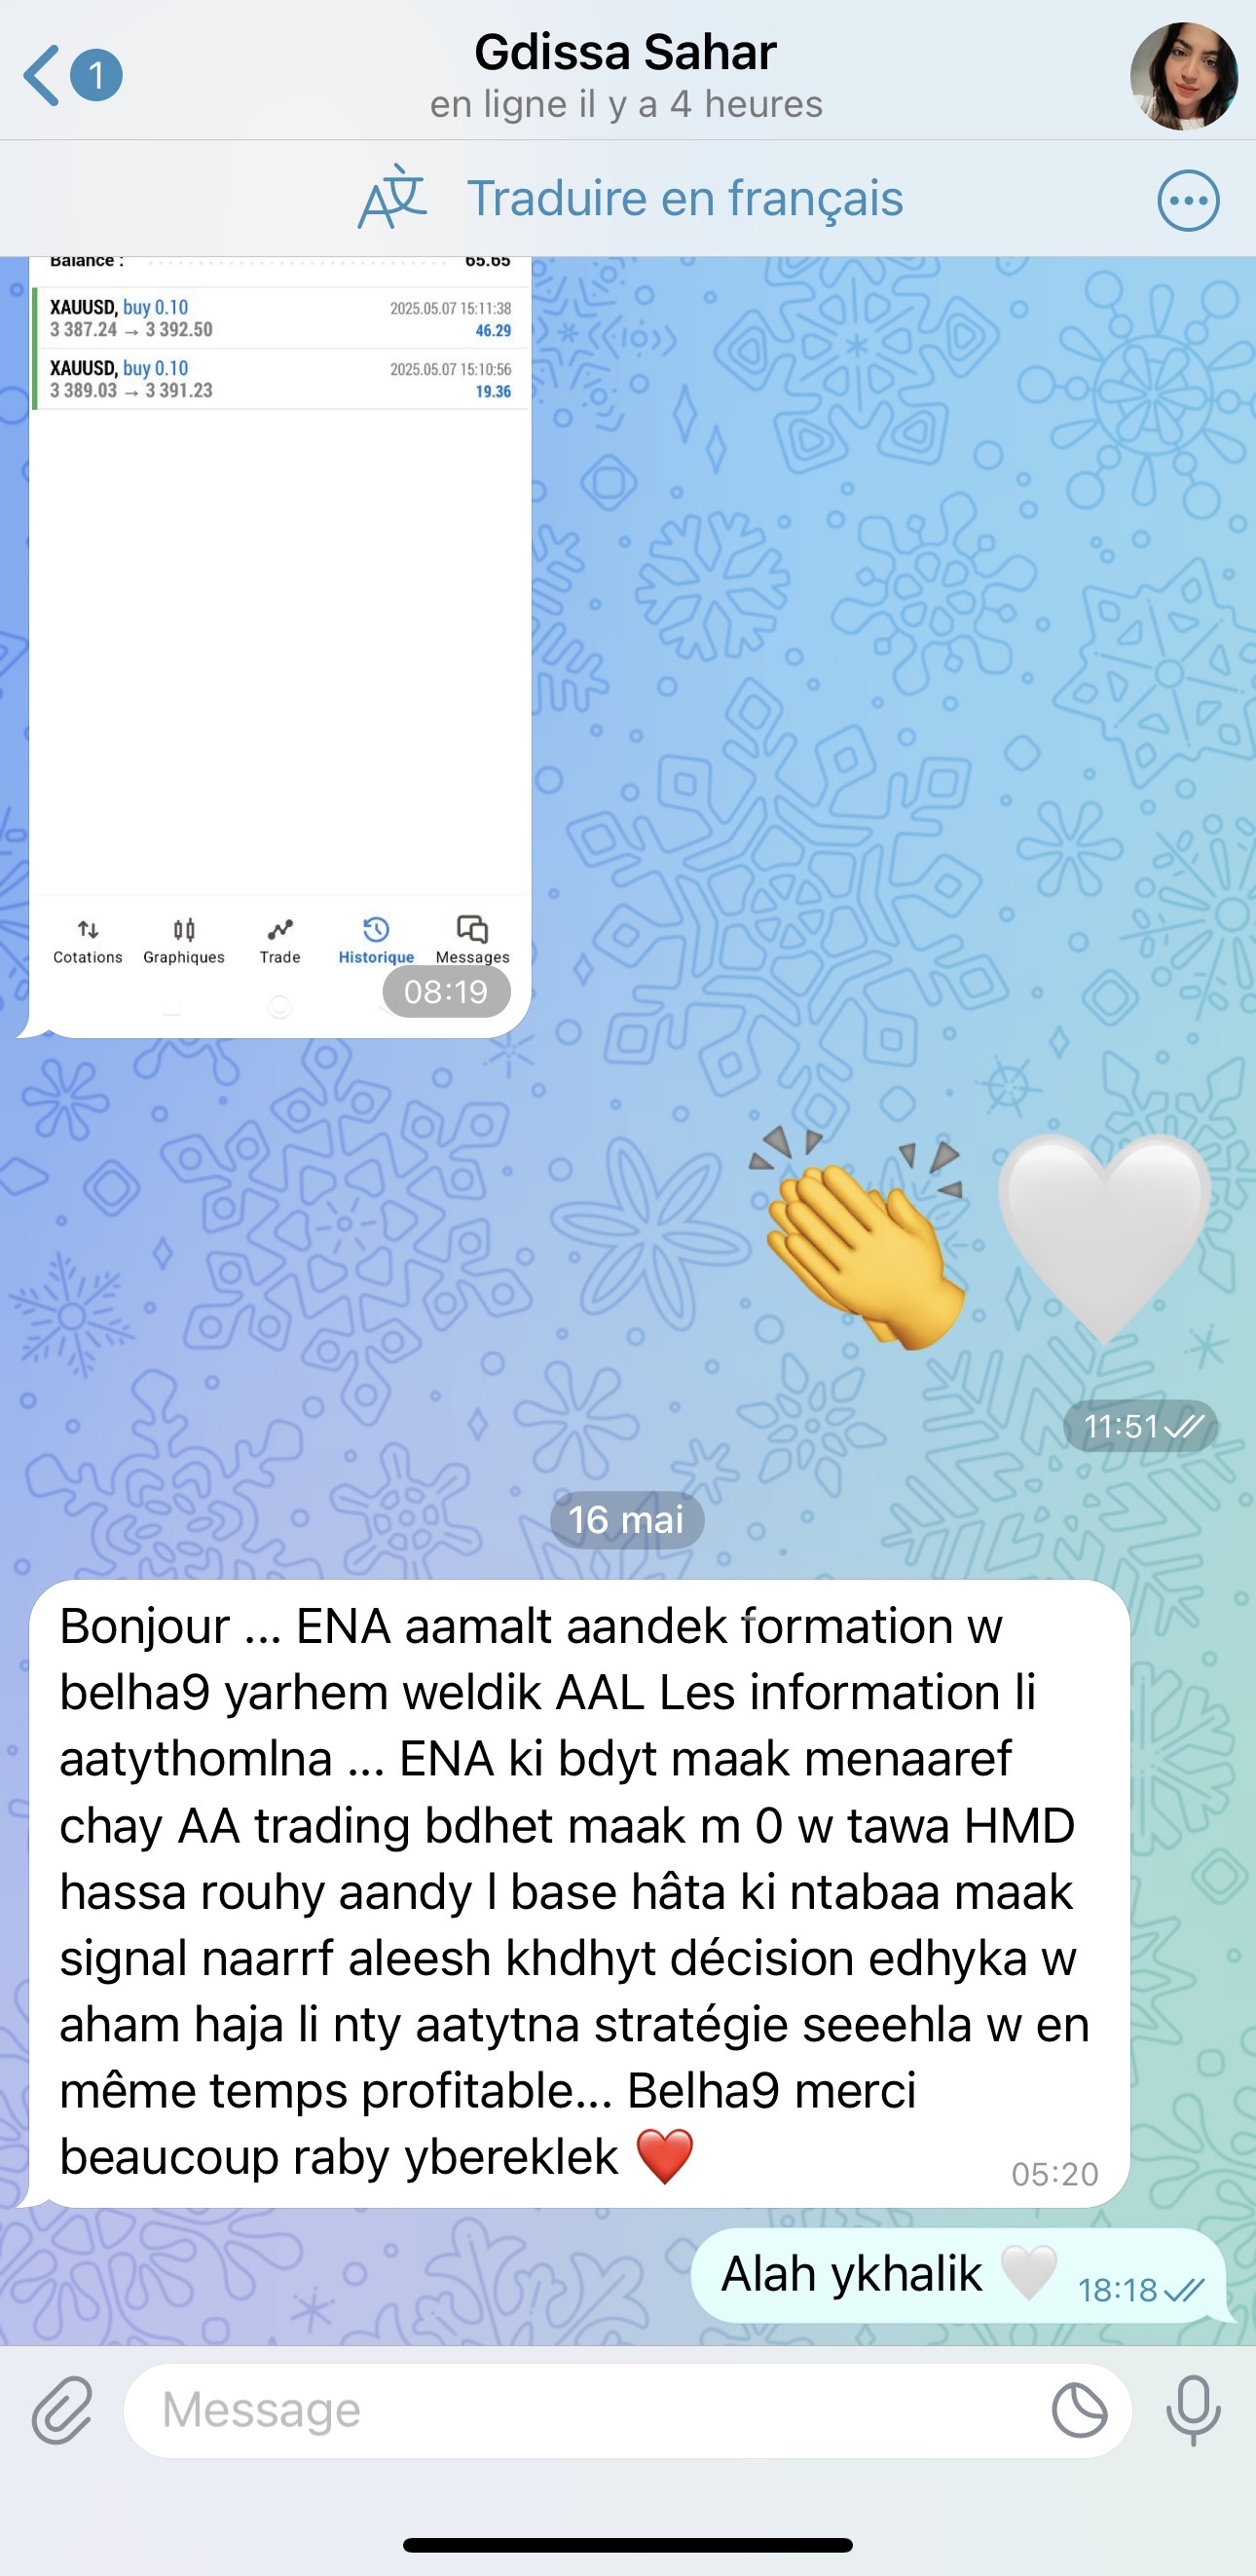 1
Gdissa Sahar
en ligne il y a 4 heures
Traduire en français
Balance : 65.65
XAUUSD, buy 0.10 2025.05.07 15:11:38
3 387.24 → 3 392.50 46.29
XAUUSD, buy 0.10 2025.05.07 15:10:56
3 389.03 → 3 391.23 19.36
Cotations Graphiques Trade Historique Messages
08:19
11:51
16 mai
Bonjour ... ENA aamalt aandek formation w
belha9 yarhem weldik AAL Les information li
aatythomlna ... ENA ki bdyt maak menaaref
chay AA trading bdhet maak m 0 w tawa HMD
hassa rouhy aandy l base hâta ki ntabaa maak
signal naarrf aleesh khdhyt décision edhyka w
aham haja li nty aatytna stratégie seeehla w en
même temps profitable... Belha9 merci
beaucoup raby ybereklek ❤️
05:20
Alah ykhalik 🤍 18:18
Message